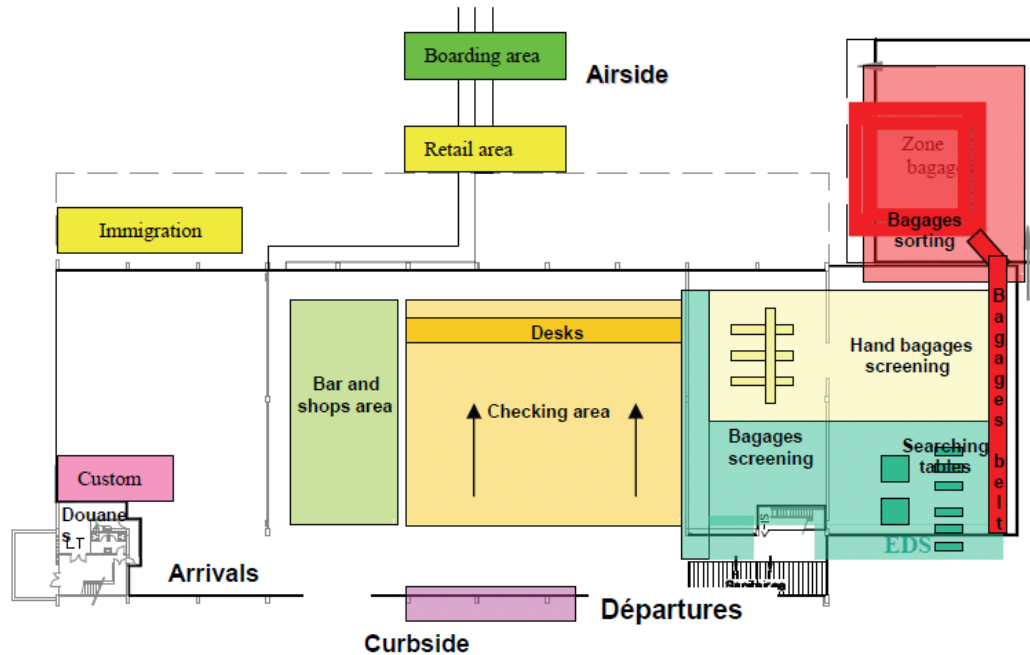 Boarding area
Airside
Retail area
Zone
bagage
Immigration
Bagages
sorting
Bagages belt
Desks
Hand bagages
screening
Bar and
shops area
Checking area
Bagages
screening
Searching
tables
Custom
Douane
s
LT
EDS
Arrivals
Départures
Curbside